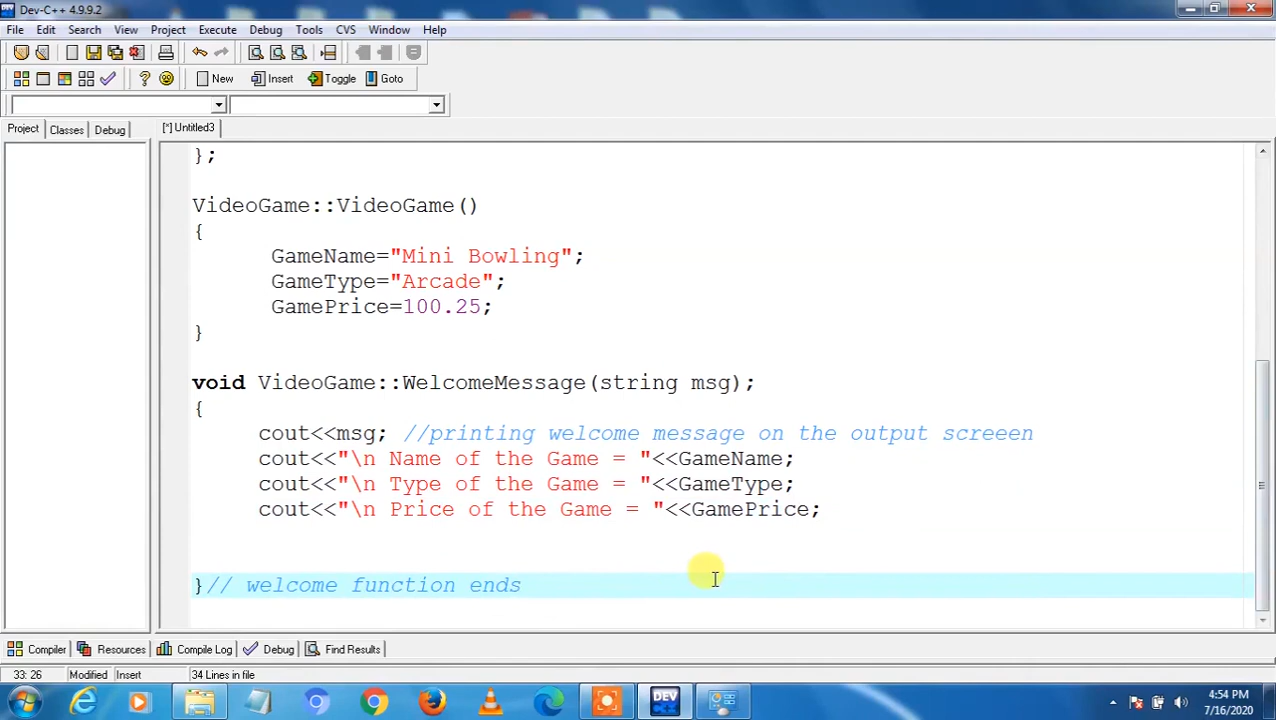 Dev-C++ 4.9.9.2
File Edit Search View Project Execute Debug Tools CVS Window Help
New Insert Toggle Goto
Project Classes Debug [*] Untitled3
};
VideoGame::VideoGame()
{
GameName="Mini Bowling";
GameType="Arcade";
GamePrice=100.25;
}
void VideoGame::WelcomeMessage(string msg);
{
cout<<msg; //printing welcome message on the output screeen
cout<<"\n Name of the Game = "<<GameName;
cout<<"\n Type of the Game = "<<GameType;
cout<<"\n Price of the Game = "<<GamePrice;
}// welcome function ends
Compiler Resources Compile Log Debug Find Results
33: 26 Modified Insert 34 Lines in file
DEV
4:54 PM
7/16/2020